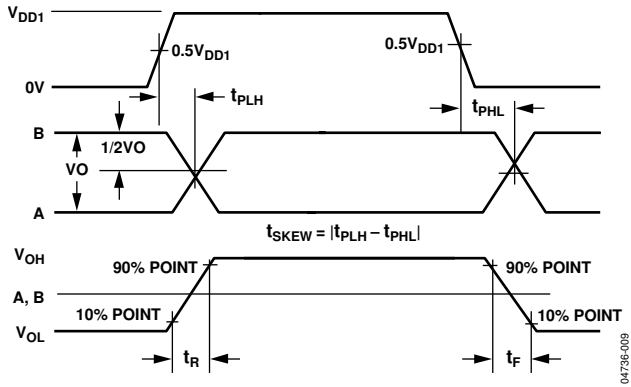 VDD1
0.5VDD1
0.5VDD1
0V
tPLH
tPHL
B
1/2VO
VO
A
tSKEW = |tPLH – tPHL|
VOH
90% POINT
90% POINT
A, B
10% POINT
10% POINT
VOL
tR
tF
04736-009